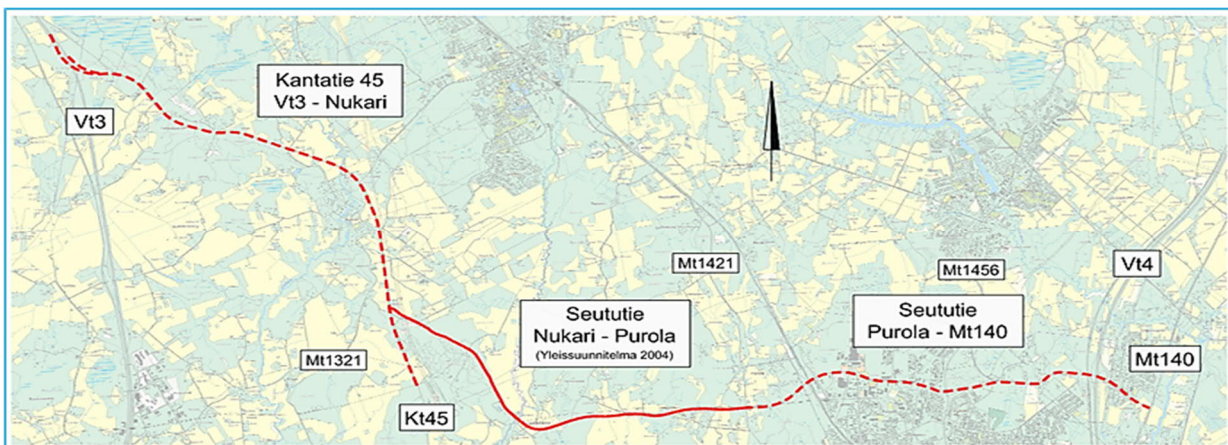 Kantatie 45
Vt3 - Nukari
Vt3
Mt1421
Mt1456
Vt4
Seututie
Nukari - Purola
(Yleissuunnitelma 2004)
Seututie
Purola - Mt140
Mt1321
Mt140
Kt45